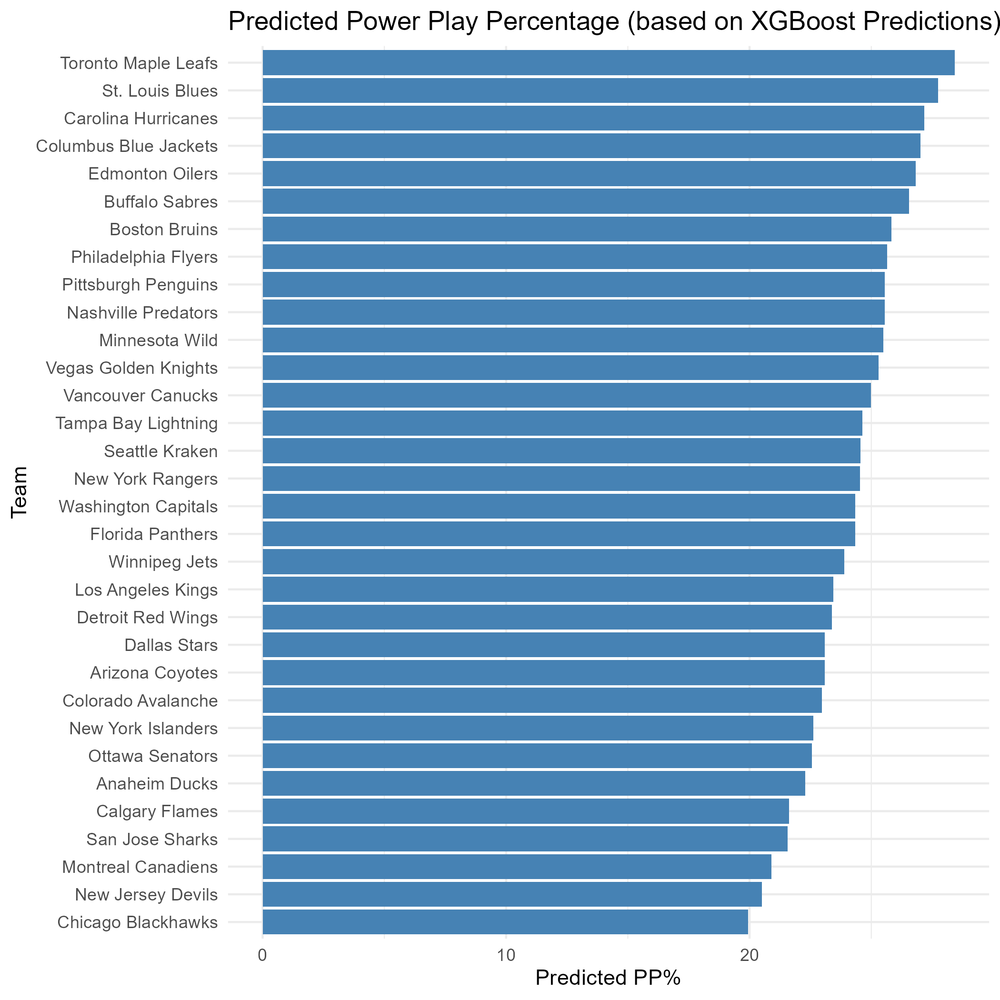 Predicted Power Play Percentage (based on XGBoost Predictions)
Toronto Maple Leafs
St. Louis Blues
Carolina Hurricanes
Columbus Blue Jackets
Edmonton Oilers
Buffalo Sabres
Boston Bruins
Philadelphia Flyers
Pittsburgh Penguins
Nashville Predators
Minnesota Wild
Vegas Golden Knights
Vancouver Canucks
Tampa Bay Lightning
Seattle Kraken
New York Rangers
Washington Capitals
Florida Panthers
Winnipeg Jets
Los Angeles Kings
Detroit Red Wings
Dallas Stars
Arizona Coyotes
Colorado Avalanche
New York Islanders
Ottawa Senators
Anaheim Ducks
Calgary Flames
San Jose Sharks
Montreal Canadiens
New Jersey Devils
Chicago Blackhawks
Team
0 10 20
Predicted PP%